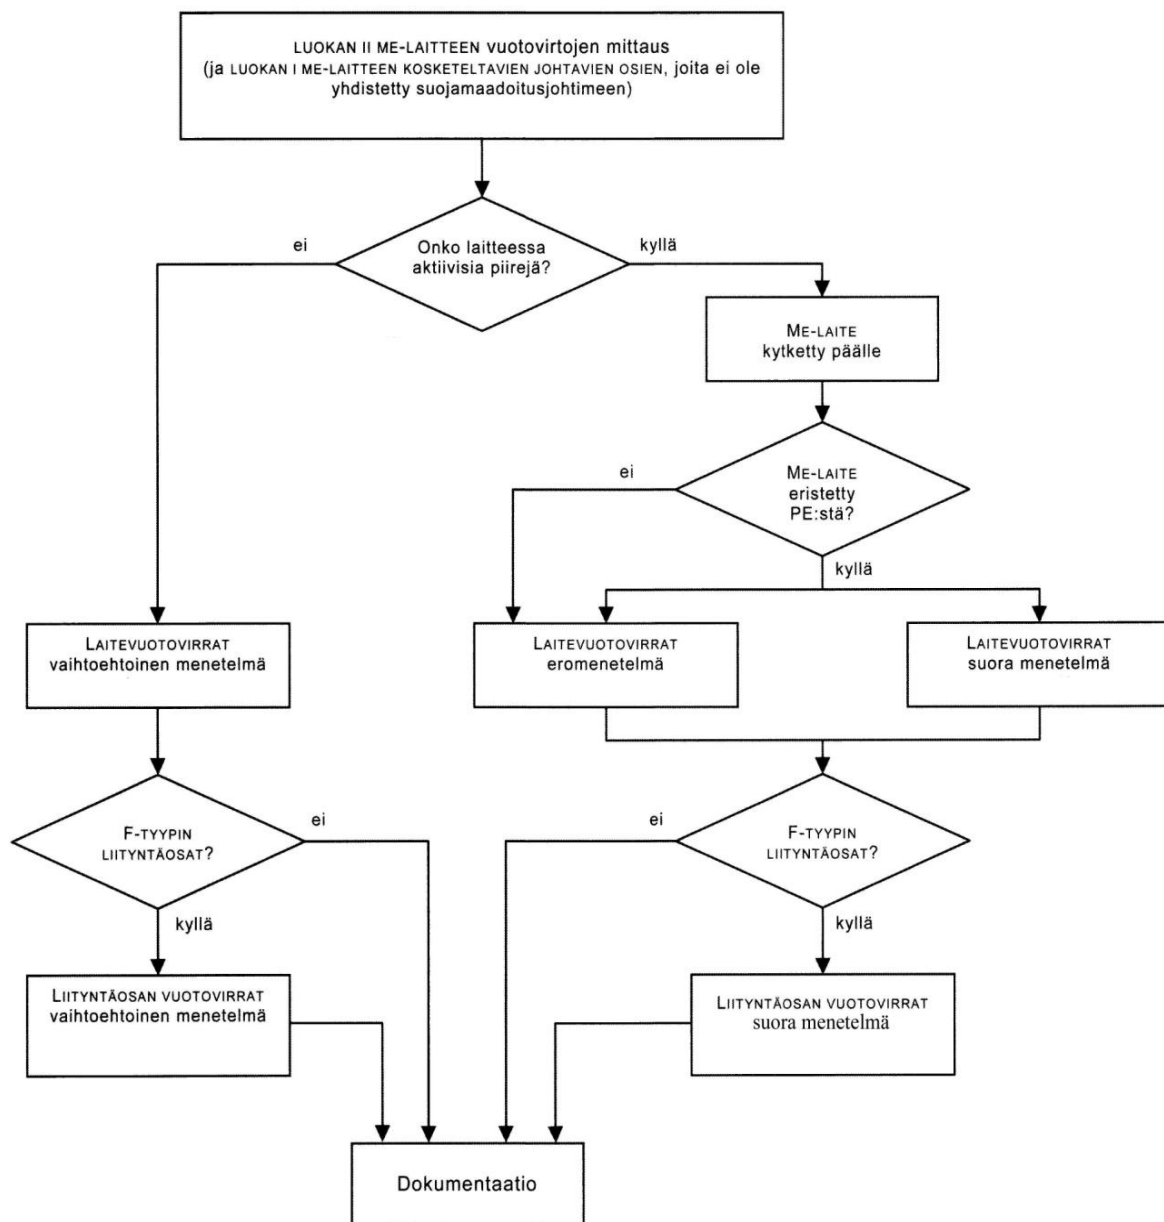 LUOKAN II ME-LAITTEEN vuotovirtojen mittaus
(ja LUOKAN I ME-LAITTEEN KOSKETELTAVIEN JOHTAVIEN OSIEN, joita ei ole
yhdistetty suojamaadoitusjohtimeen)
ei
Onko laitteessa
aktiivisia piirejä?
kyllä
ME-LAITE
kytketty päälle
ei
ME-LAITE
eristetty
PE:stä?
kyllä
LAITEVUOTOVIRRAT
vaihtoehtoinen menetelmä
LAITEVUOTOVIRRAT
eromenetelmä
LAITEVUOTOVIRRAT
suora menetelmä
F-TYYPIN
LIITYNTÄOSAT?
ei
kyllä
ei
F-TYYPIN
LIITYNTÄOSAT?
kyllä
LIITYNTÄOSAN VUOTOVIRRAT
vaihtoehtoinen menetelmä
LIITYNTÄOSAN VUOTOVIRRAT
suora menetelmä
Dokumentaatio